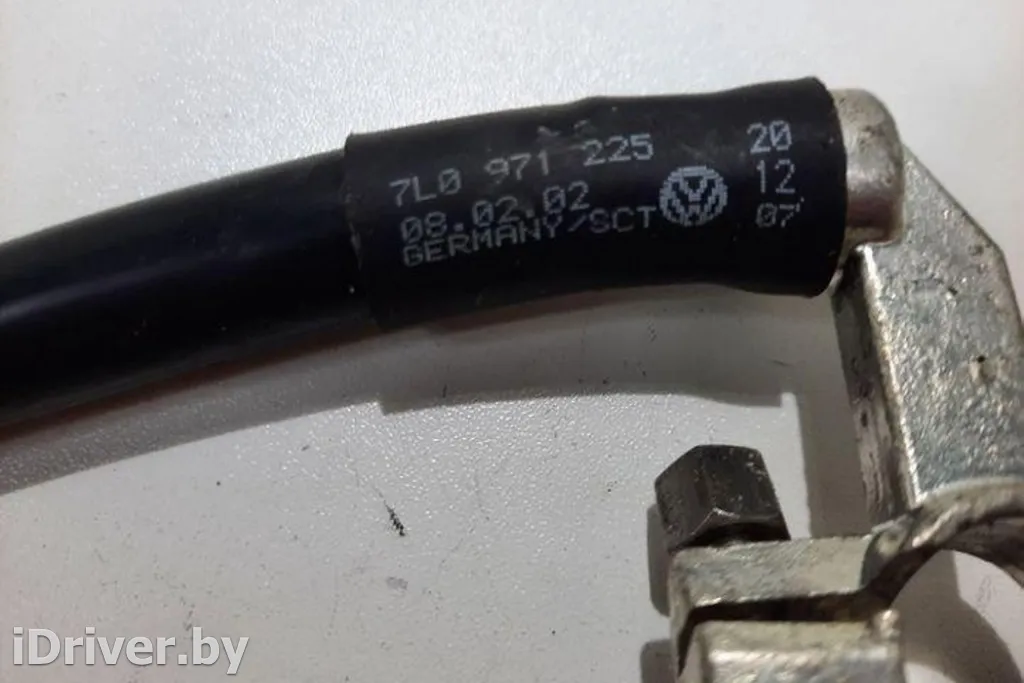 7L0 971 225
08.02.02
GERMANY/SCT
20
12
07
iDriver.by